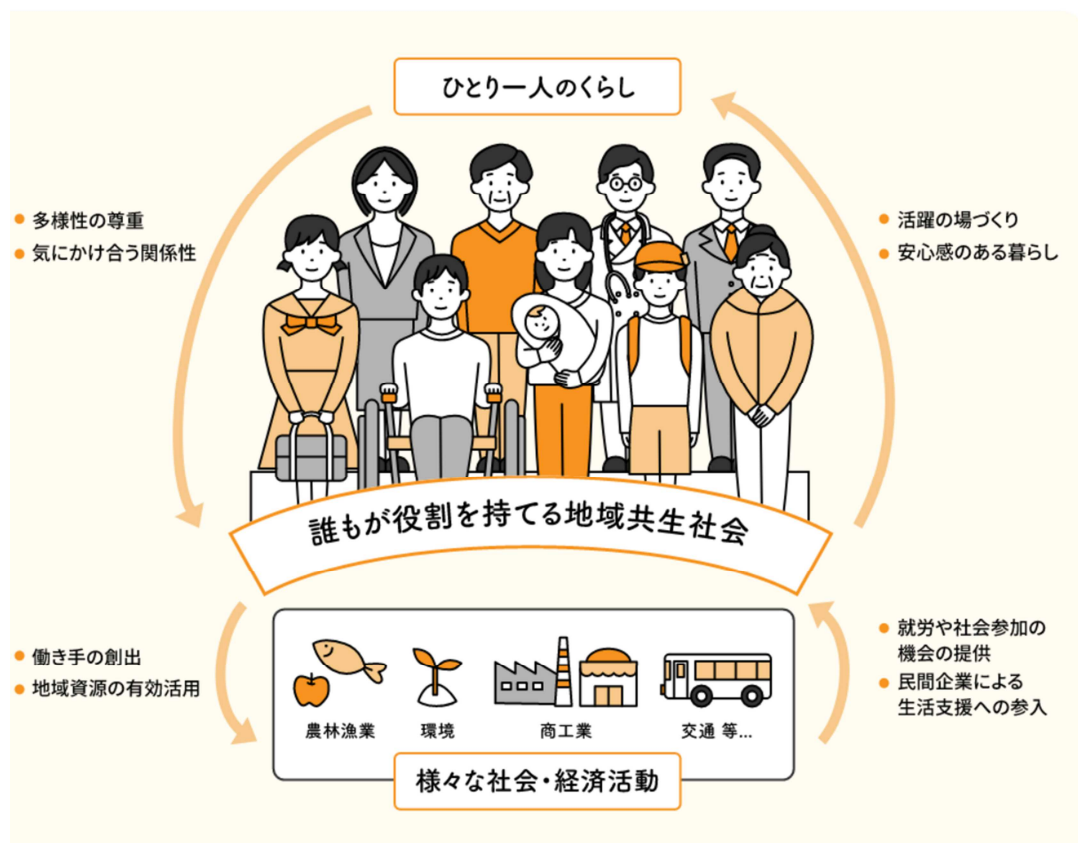 ひとり一人のくらし
多様性の尊重
気にかけ合う関係性
活躍の場づくり
安心感のある暮らし
誰もが役割を持てる地域共生社会
働き手の創出
地域資源の有効活用
就労や社会参加の
機会の提供
民間企業による
生活支援への参入
農林漁業
環境
商工業
交通 等...
様々な社会・経済活動